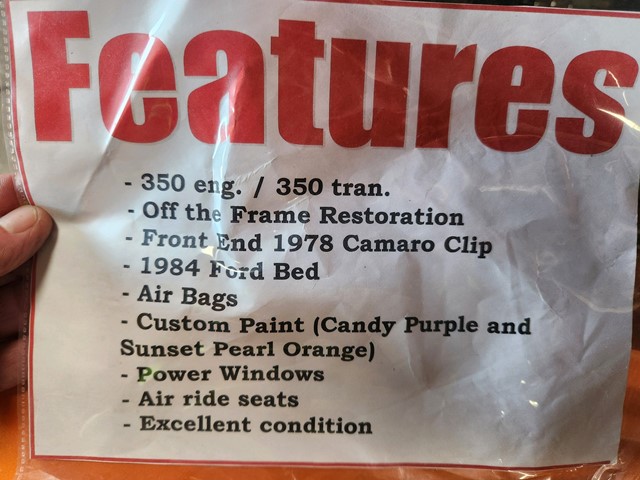 Features
- 350 eng. / 350 tran.
- Off the Frame Restoration
- Front End 1978 Camaro Clip
- 1984 Ford Bed
- Air Bags
- Custom Paint (Candy Purple and
Sunset Pearl Orange)
- Power Windows
- Air ride seats
- Excellent condition